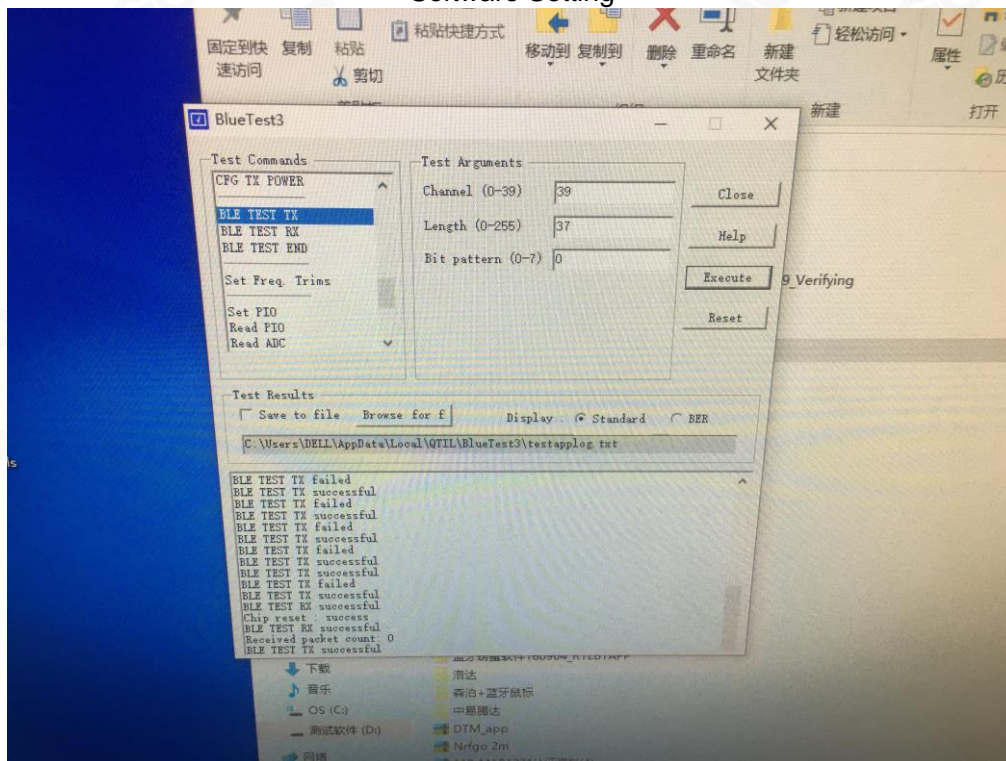 Software Setting
粘贴快捷方式
轻松访问
固定到快 复制 粘贴 移动到 复制到 删除 重命名 新建 属性
速访问 剪切 文件夹
新建 打开
BlueTest3
Test Commands
CFG TX POWER
BLE TEST TX
BLE TEST RX
BLE TEST END
Set Freq. Trims
Set PIO
Read PIO
Read ADC
Test Arguments
Channel (0-39) 39
Length (0-255) 37
Bit pattern (0-7) 0
Close
Help
Execute
Reset
9_Verifying
Test Results
Save to file Browse for f Display : Standard BER
C:\Users\DELL\AppData\Local\QTIL\BlueTest3\testapplog.txt
BLE TEST TX failed
BLE TEST TX successful
BLE TEST TX failed
BLE TEST TX successful
BLE TEST TX failed
BLE TEST TX successful
BLE TEST TX failed
BLE TEST TX successful
BLE TEST TX successful
BLE TEST TX failed
BLE TEST TX successful
BLE TEST RX successful
Chip reset : success
BLE TEST RX successful
Received packet count: 0
BLE TEST TX successful
下载
音乐
OS (C:)
测试软件 (D:)
网络
森泊+蓝牙鼠标
中易腾达
DTM_app
Nrfgo 2m